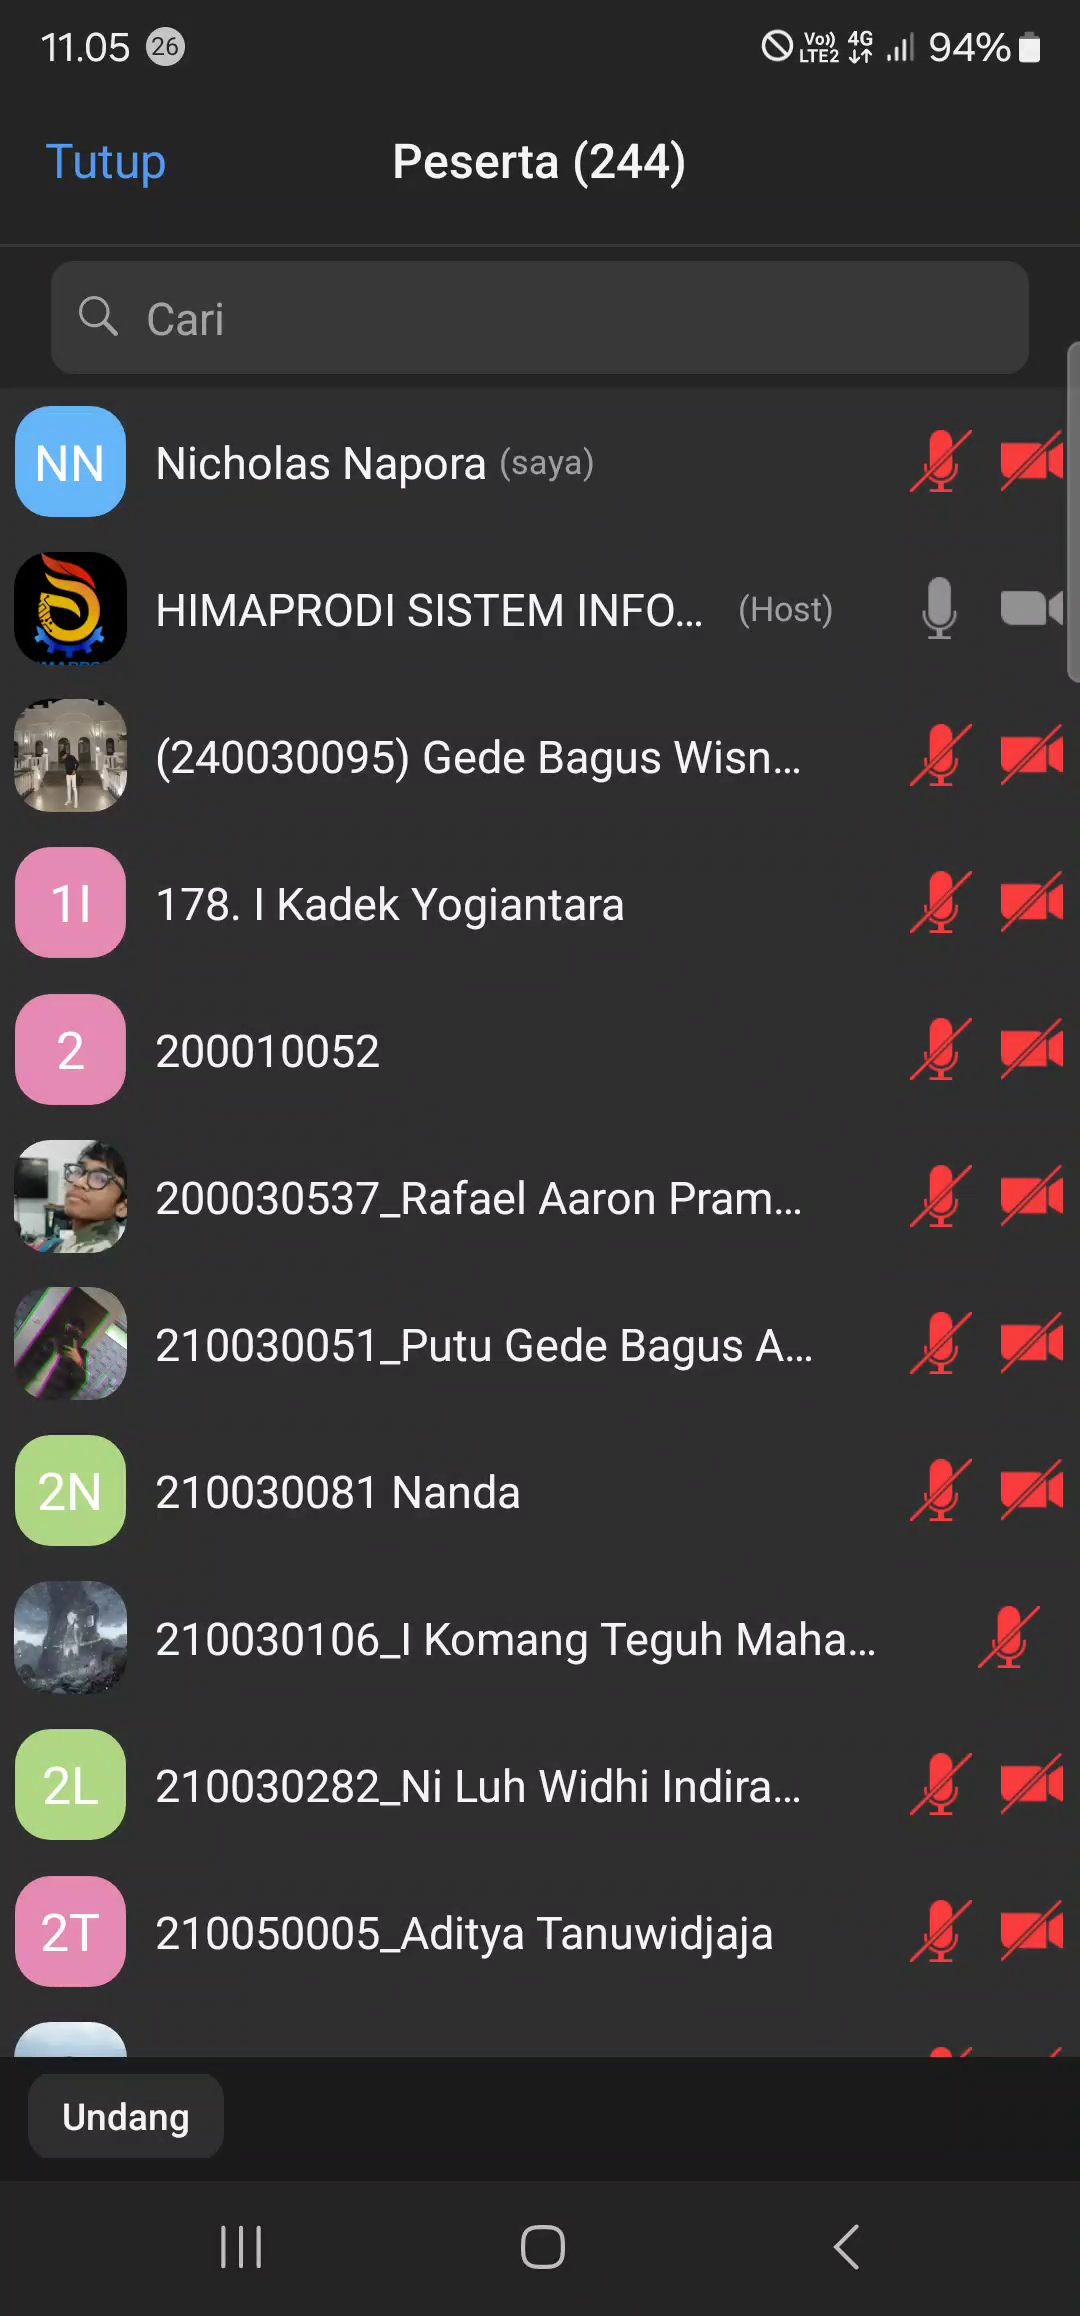 11.05 26 Vo)) LTE2 4G 94%
Tutup Peserta (244)
Cari
NN Nicholas Napora (saya)
HIMAPRODI SISTEM INFO... (Host)
(240030095) Gede Bagus Wisn...
1I 178. I Kadek Yogiantara
2 200010052
200030537_Rafael Aaron Pram...
210030051_Putu Gede Bagus A...
2N 210030081 Nanda
210030106_I Komang Teguh Maha...
2L 210030282_Ni Luh Widhi Indira...
2T 210050005_Aditya Tanuwidjaja
Undang